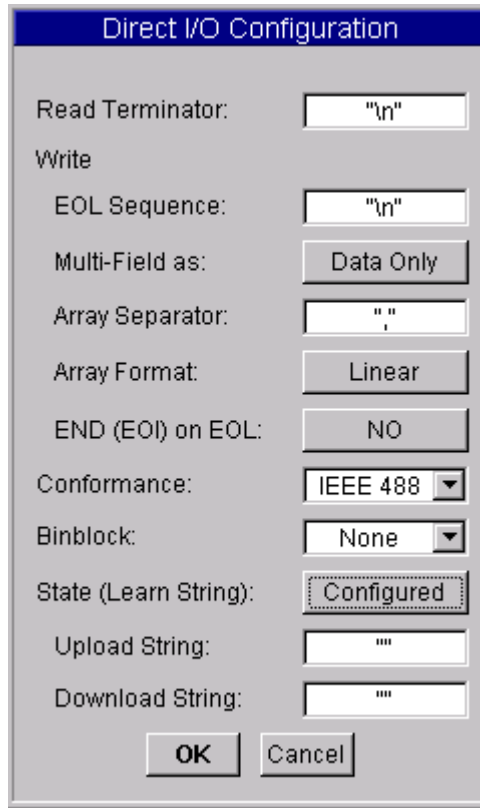 Direct I/O Configuration
Read Terminator: "\n"
Write
EOL Sequence: "\n"
Multi-Field as: Data Only
Array Separator: ","
Array Format: Linear
END (EOI) on EOL: NO
Conformance: IEEE 488
Binblock: None
State (Learn String): Configured
Upload String: ""
Download String: ""
OK Cancel